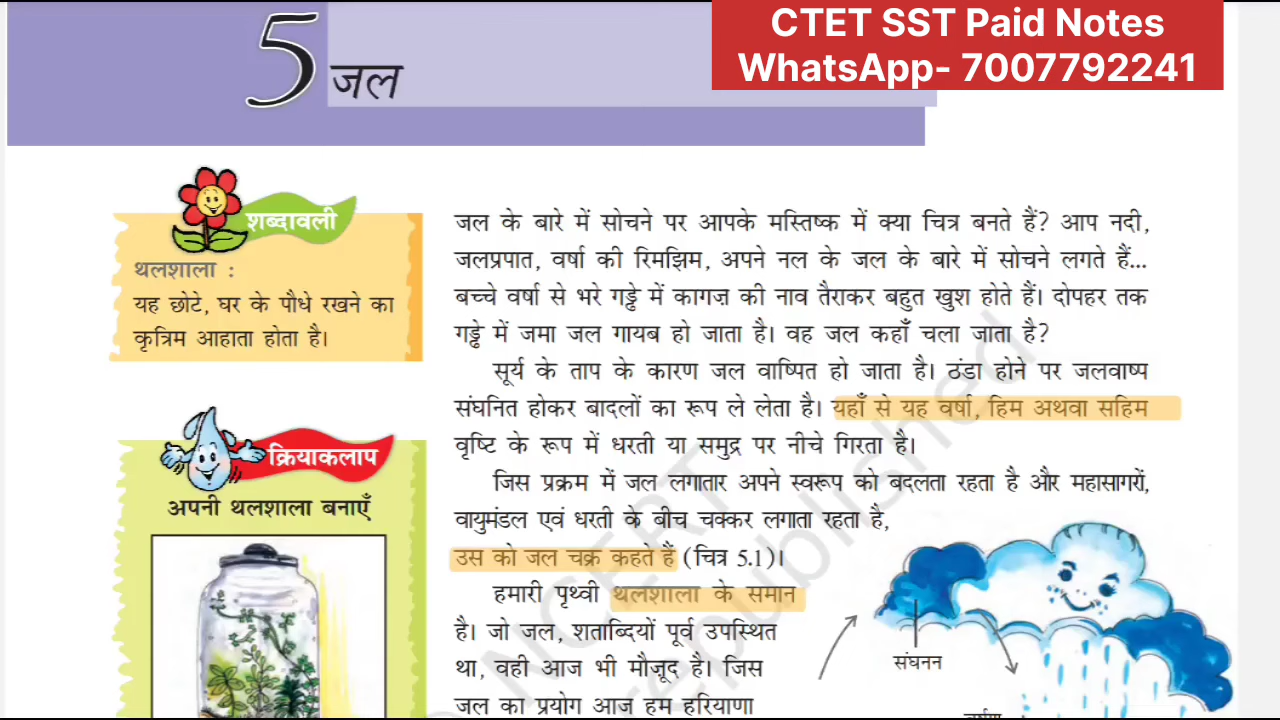 CTET SST Paid Notes
WhatsApp- 7007792241
5 जल
शब्दावली
थलशाला :
यह छोटे, घर के पौधे रखने का
कृत्रिम आहाता होता है।
क्रियाकलाप
अपनी थलशाला बनाएँ
जल के बारे में सोचने पर आपके मस्तिष्क में क्या चित्र बनते हैं? आप नदी,
जलप्रपात, वर्षा की रिमझिम, अपने नल के जल के बारे में सोचने लगते हैं...
बच्चे वर्षा से भरे गड्ढे में कागज़ की नाव तैराकर बहुत खुश होते हैं। दोपहर तक
गड्ढे में जमा जल गायब हो जाता है। वह जल कहाँ चला जाता है?
सूर्य के ताप के कारण जल वाष्पित हो जाता है। ठंडा होने पर जलवाष्प
संघनित होकर बादलों का रूप ले लेता है। यहाँ से यह वर्षा, हिम अथवा सहिम
वृष्टि के रूप में धरती या समुद्र पर नीचे गिरता है।
जिस प्रक्रम में जल लगातार अपने स्वरूप को बदलता रहता है और महासागरों,
वायुमंडल एवं धरती के बीच चक्कर लगाता रहता है,
उस को जल चक्र कहते हैं (चित्र 5.1)।
हमारी पृथ्वी थलशाला के समान
है। जो जल, शताब्दियों पूर्व उपस्थित
था, वही आज भी मौजूद है। जिस
जल का प्रयोग आज हम हरियाणा
संघनन
NCERT
republished